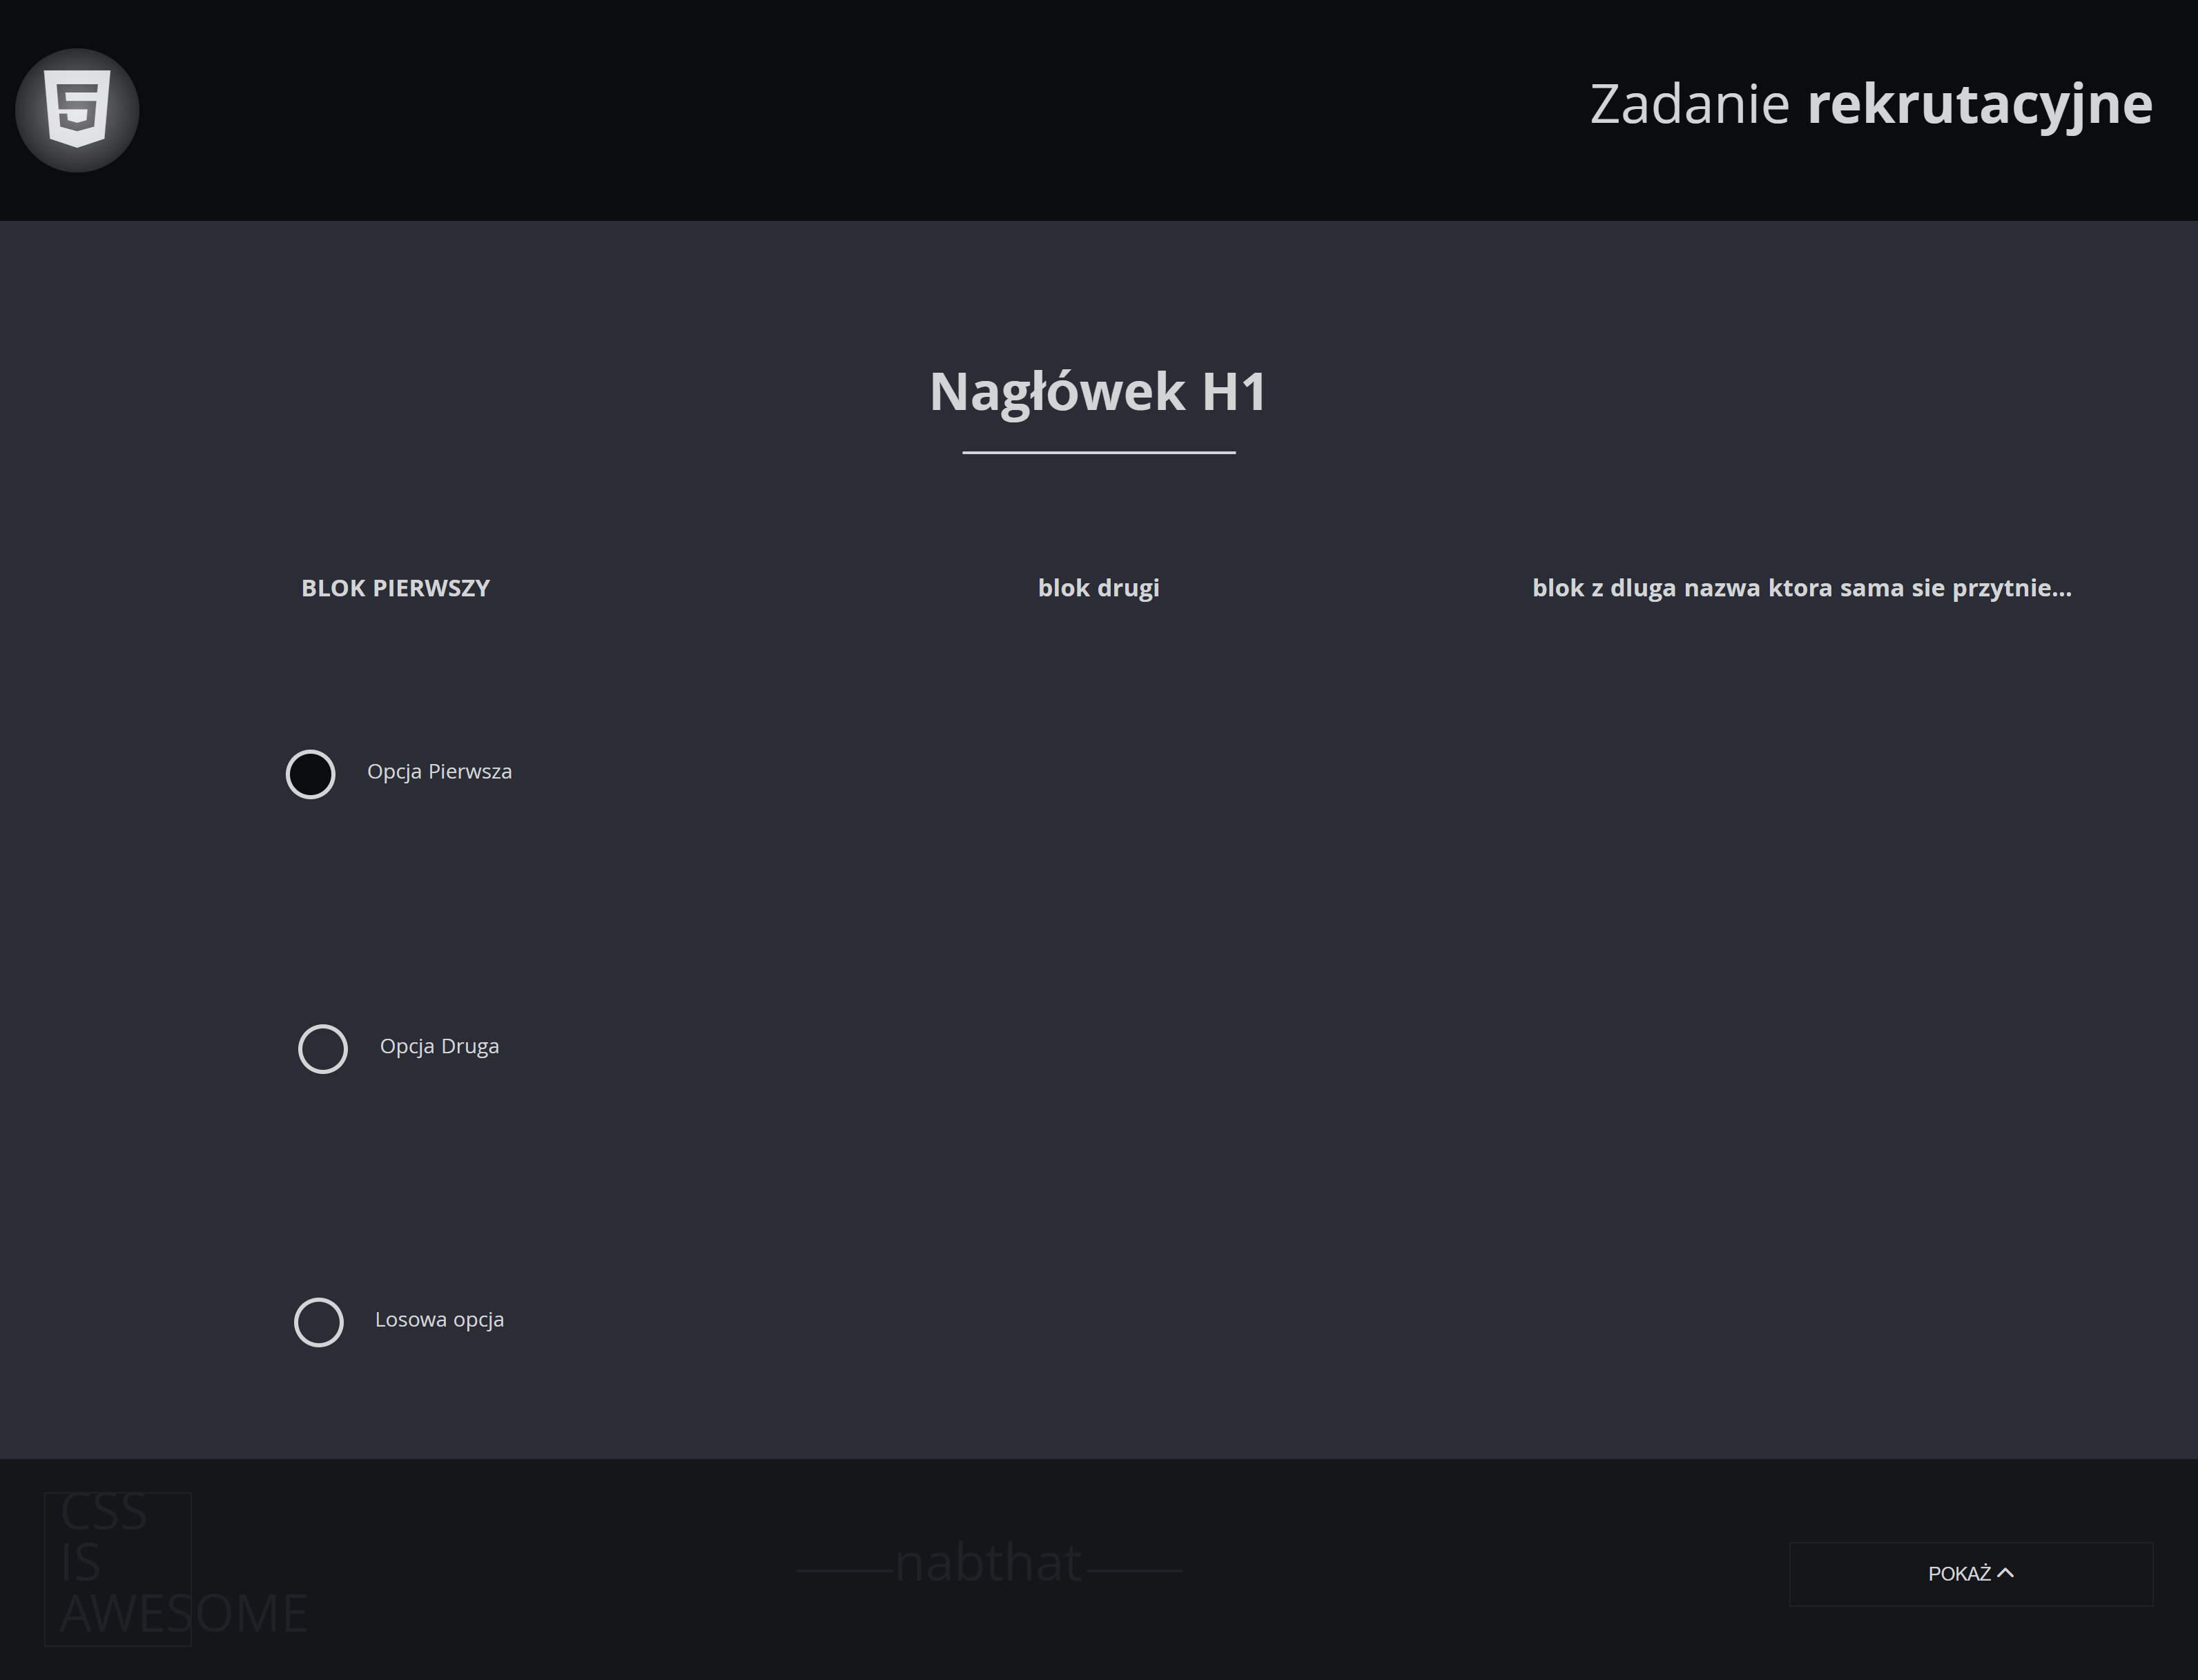 Zadanie rekrutacyjne
Nagłówek H1
BLOK PIERWSZY
blok drugi
blok z dluga nazwa ktora sama sie przytnie...
Opcja Pierwsza
Opcja Druga
Losowa opcja
CSS
IS
AWESOME
nabthat
POKAŻ